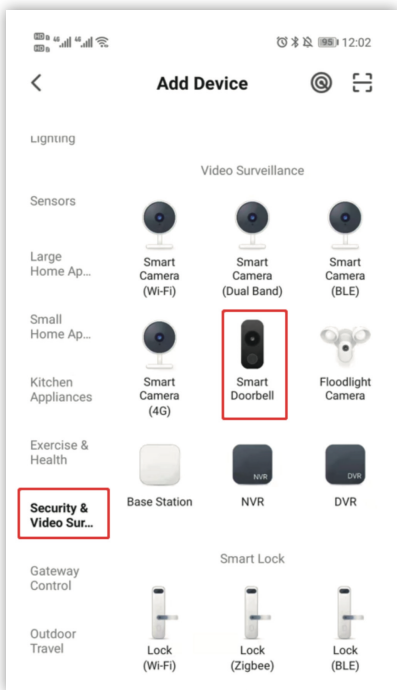 95 12:02
Add Device
Lighting
Sensors
Large
Home Ap...
Small
Home Ap...
Kitchen
Appliances
Exercise &
Health
Security &
Video Sur...
Gateway
Control
Outdoor
Travel
Video Surveillance
Smart
Camera
(Wi-Fi)
Smart
Camera
(Dual Band)
Smart
Camera
(BLE)
Smart
Camera
(4G)
Smart
Doorbell
Floodlight
Camera
NVR
DVR
Base Station
NVR
DVR
Smart Lock
Lock
(Wi-Fi)
Lock
(Zigbee)
Lock
(BLE)